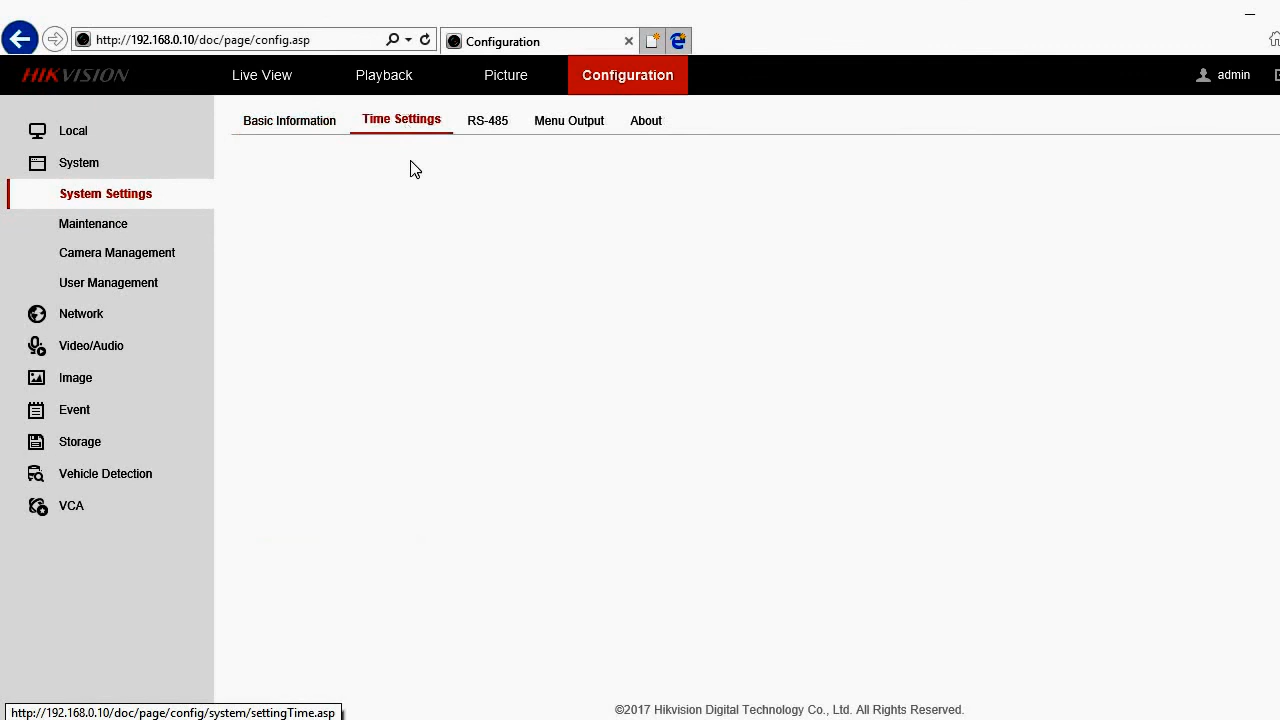 http://192.168.0.10/doc/page/config.asp
Configuration
HIKVISION
Live View
Playback
Picture
Configuration
admin
Local
System
System Settings
Maintenance
Camera Management
User Management
Network
Video/Audio
Image
Event
Storage
Vehicle Detection
VCA
Basic Information
Time Settings
RS-485
Menu Output
About
©2017 Hikvision Digital Technology Co., Ltd. All Rights Reserved.
http://192.168.0.10/doc/page/config/system/settingTime.asp